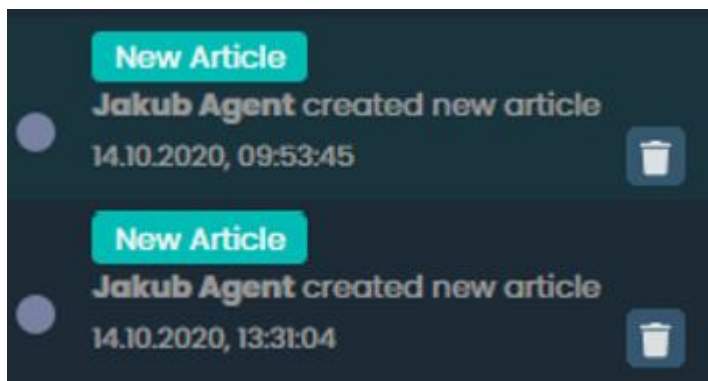 New Article
Jakub Agent created new article
14.10.2020, 09:53:45
New Article
Jakub Agent created new article
14.10.2020, 13:31:04